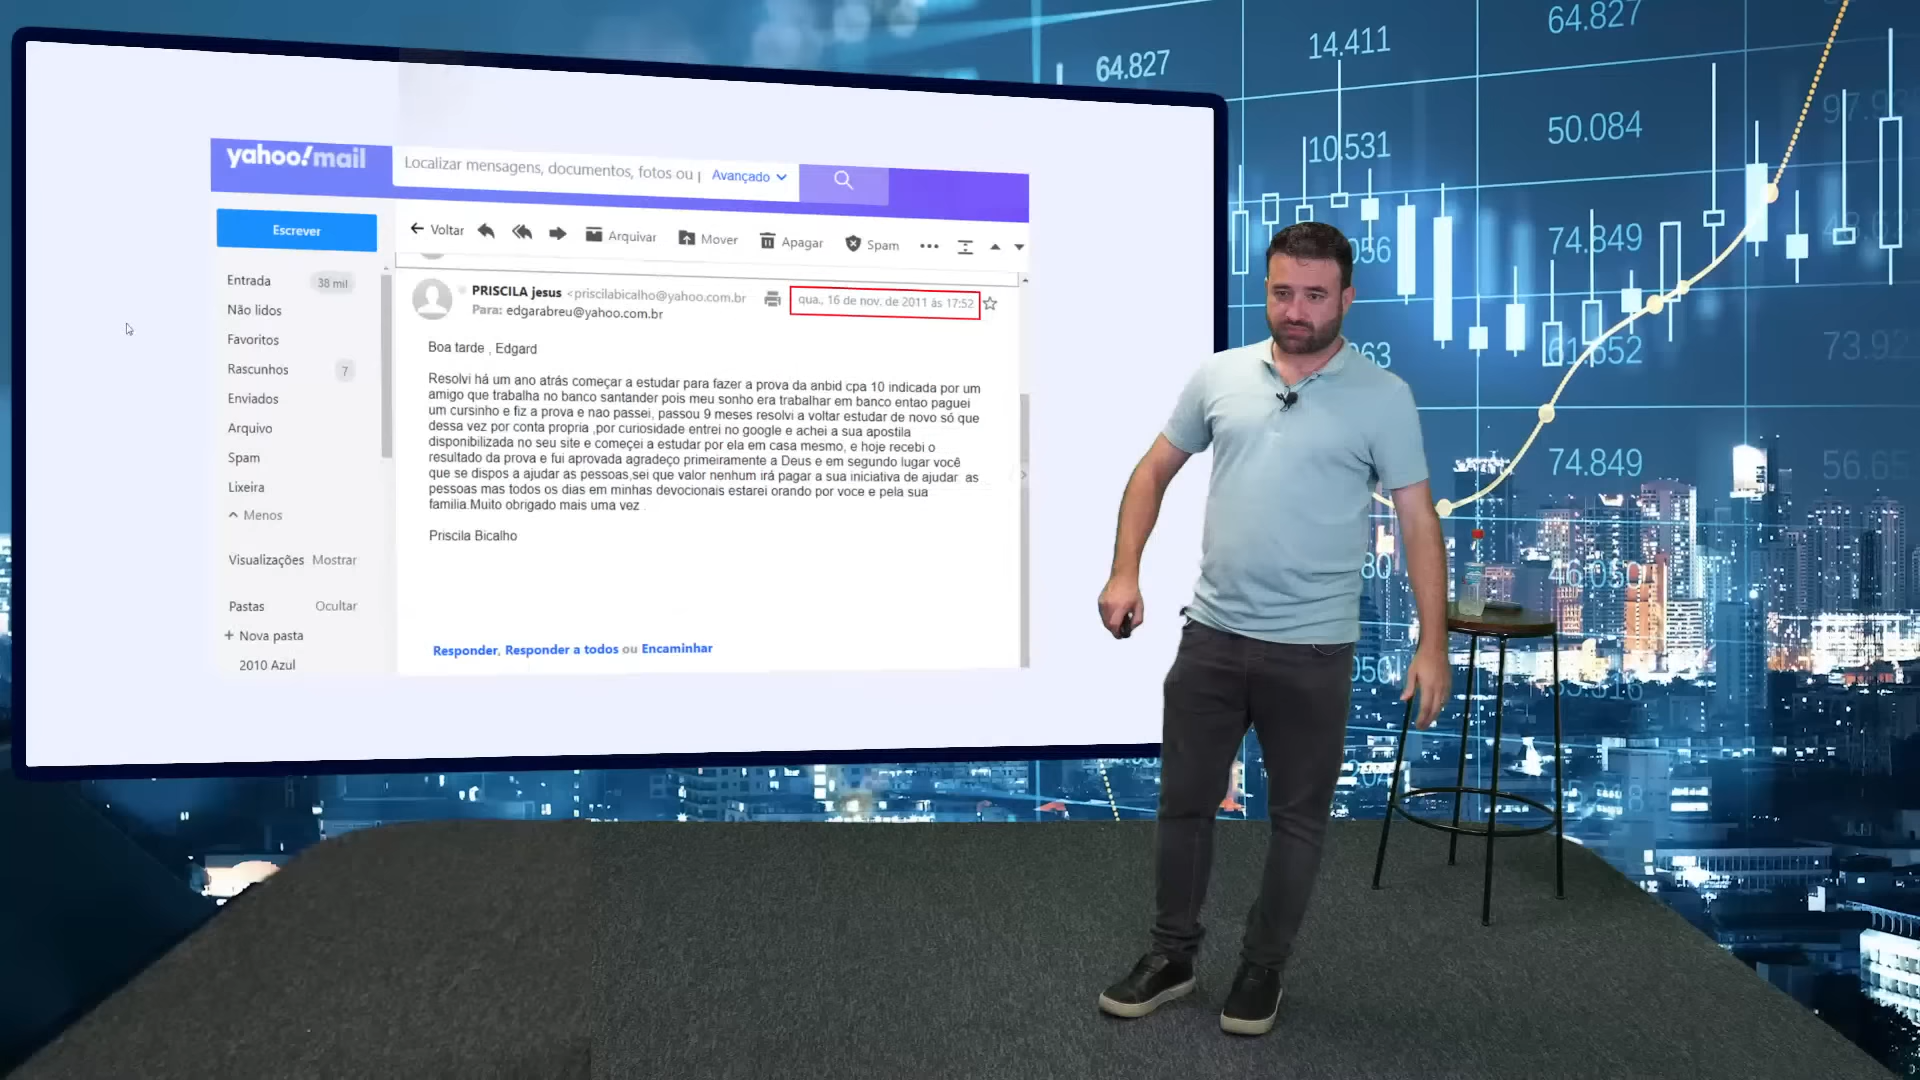 yahoo!mail
Localizar mensagens, documentos, fotos ou p
Avançado
Escrever
Voltar
Arquivar
Mover
Apagar
Spam
Entrada
38 mil
Não lidos
Favoritos
Rascunhos
7
Enviados
Arquivo
Spam
Lixeira
Menos
Visualizações Mostrar
Pastas Ocultar
+ Nova pasta
2010 Azul
PRISCILA jesus <priscilabicalho@yahoo.com.br
qua., 16 de nov. de 2011 às 17:52
Para: edgarabreu@yahoo.com.br
Boa tarde , Edgard
Resolvi há um ano atrás começar a estudar para fazer a prova da anbid cpa 10 indicada por um
amigo que trabalha no banco santander pois meu sonho era trabalhar em banco entao paguei
um cursinho e fiz a prova e nao passei, passou 9 meses resolvi a voltar estudar de novo só que
dessa vez por conta propria ,por curiosidade entrei no google e achei a sua apostila
disponibilizada no seu site e começei a estudar por ela em casa mesmo, e hoje recebi o
resultado da prova e fui aprovada agradeço primeiramente a Deus e em segundo lugar você
que se dispos a ajudar as pessoas,sei que valor nenhum irá pagar a sua iniciativa de ajudar as
pessoas mas todos os dias em minhas devocionais estarei orando por voce e pela sua
familia.Muito obrigado mais uma vez .
Priscila Bicalho
Responder, Responder a todos ou Encaminhar
64.827
14.411
64.827
10.531
50.084
74.849
61.552
74.849
46.050